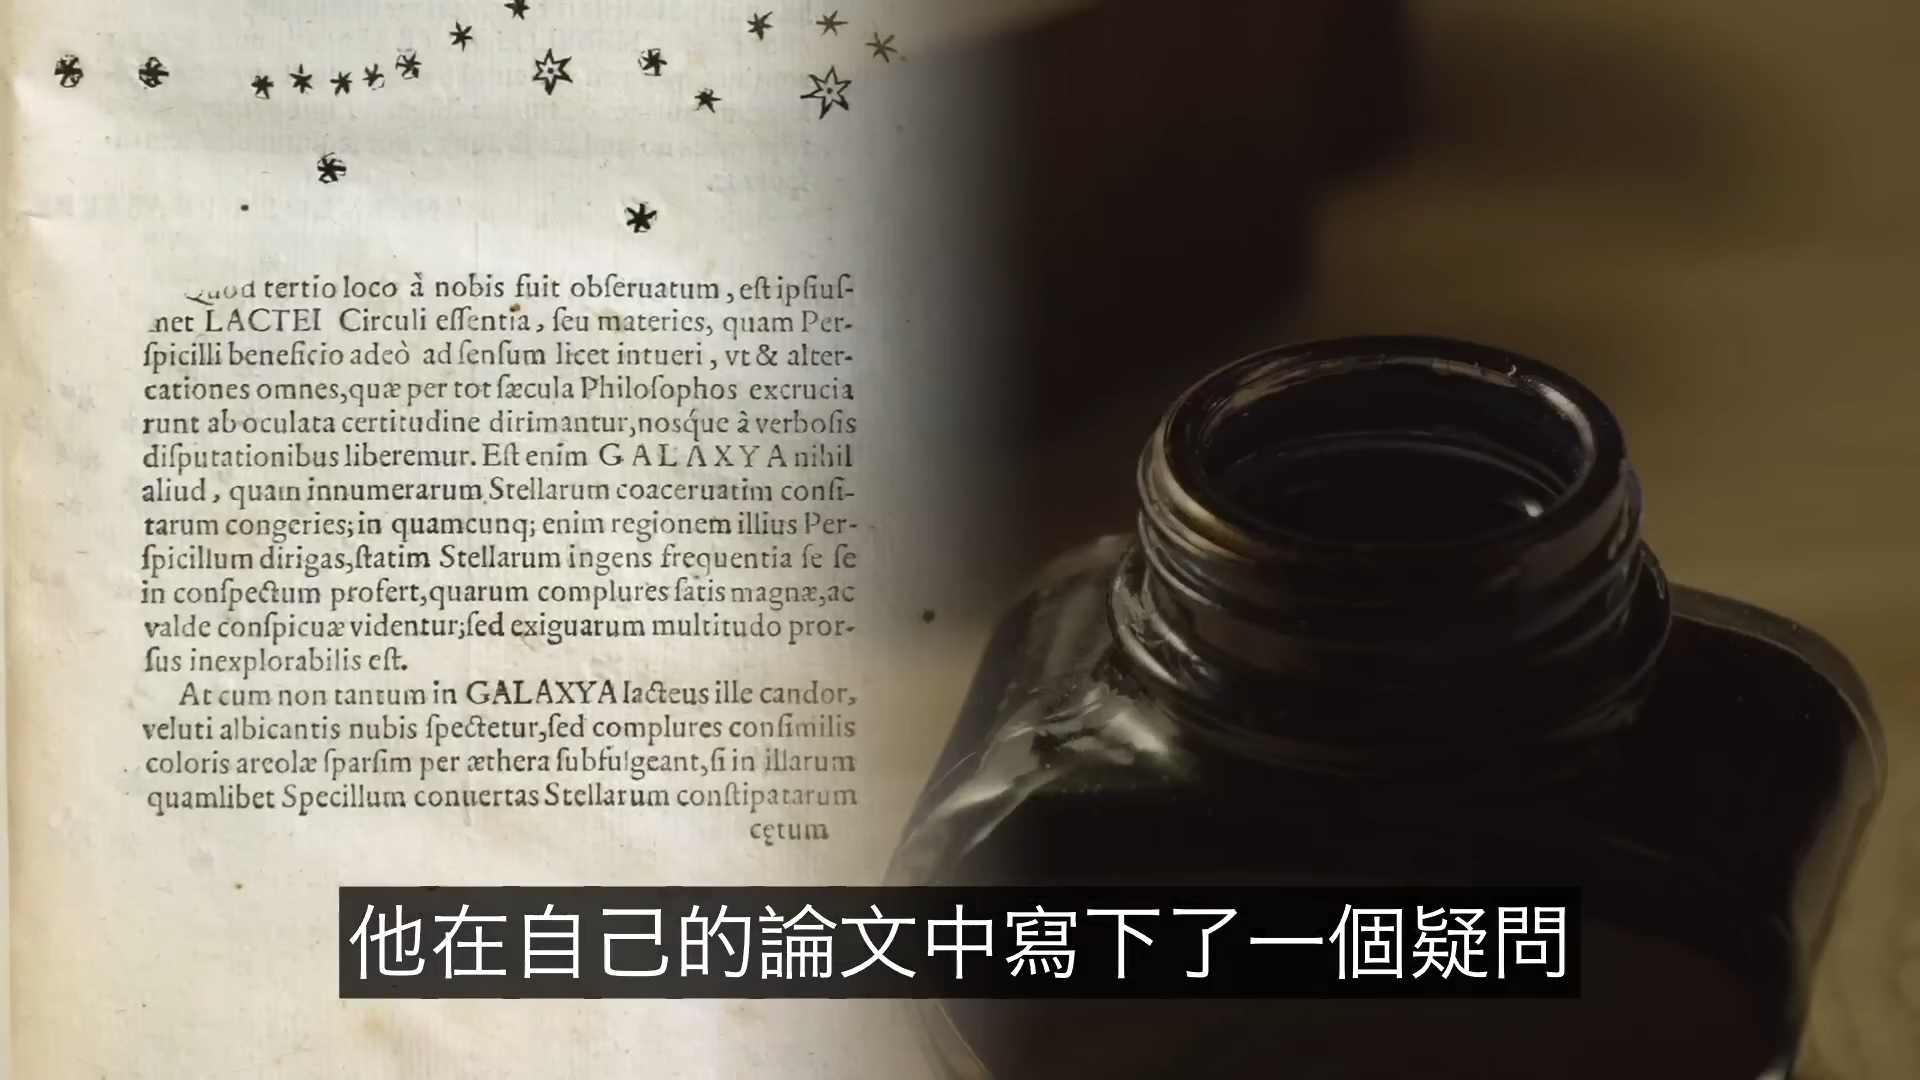 Quod tertio loco à nobis fuit obſeruatum, eſt ipſiuſ-
met LACTEI Circuli eſſentia, ſeu materies, quam Per-
ſpicilli beneficio adeò ad ſenſum licet intueri, vt & alter-
cationes omnes, quæ per tot ſæcula Philoſophos excrucia
runt ab oculata certitudine dirimantur, nosq́ue à verboſis
diſputationibus liberemur. Eſt enim GALAXYA nihil
aliud, quam innumerarum Stellarum coaceruatim conſi-
tarum congeries; in quamcunq; enim regionem illius Per-
ſpicillum dirigas, ſtatim Stellarum ingens frequentia ſe ſe
in conſpectum profert, quarum complures ſatis magnæ, ac
valde conſpicuæ videntur; ſed exiguarum multitudo pror-
ſus inexplorabilis eſt.
At cum non tantum in GALAXYA lacteus ille candor,
veluti albicantis nubis ſpectetur, ſed complures conſimilis
coloris areolæ ſparſim per æthera ſubfulgeant, ſi in illarum
quamlibet Specillum conuertas Stellarum conſtipatarum
cętum
他在自己的論文中寫下了一個疑問